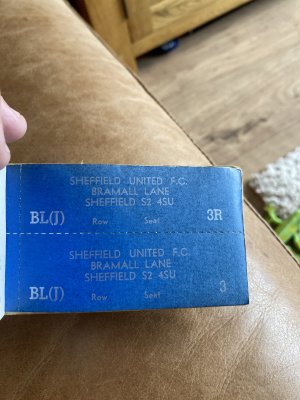 SHEFFIELD UNITED F.C.
BRAMALL LANE
SHEFFIELD S2 4SU
BL(J) Row Seat 3R
SHEFFIELD UNITED F.C.
BRAMALL LANE
SHEFFIELD S2 4SU
BL(J) Row Seat 3